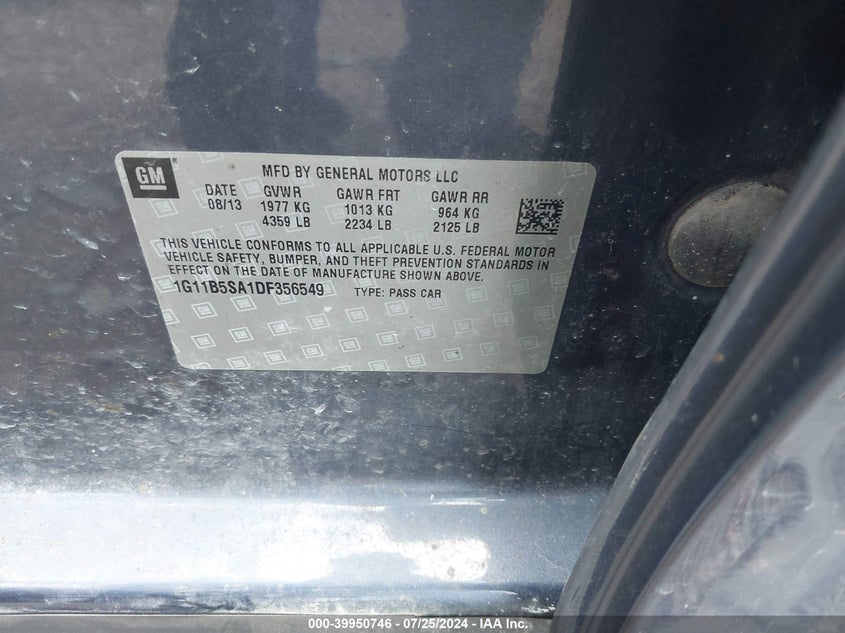 GM
MFD BY GENERAL MOTORS LLC
DATE GVWR GAWR FRT GAWR RR
08/13 1977 KG 1013 KG 964 KG
4359 LB 2234 LB 2125 LB
THIS VEHICLE CONFORMS TO ALL APPLICABLE U.S. FEDERAL MOTOR
VEHICLE SAFETY, BUMPER, AND THEFT PREVENTION STANDARDS IN
EFFECT ON THE DATE OF MANUFACTURE SHOWN ABOVE.
1G11B5SA1DF356549 TYPE: PASS CAR
000-39950746 - 07/25/2024 - IAA Inc.